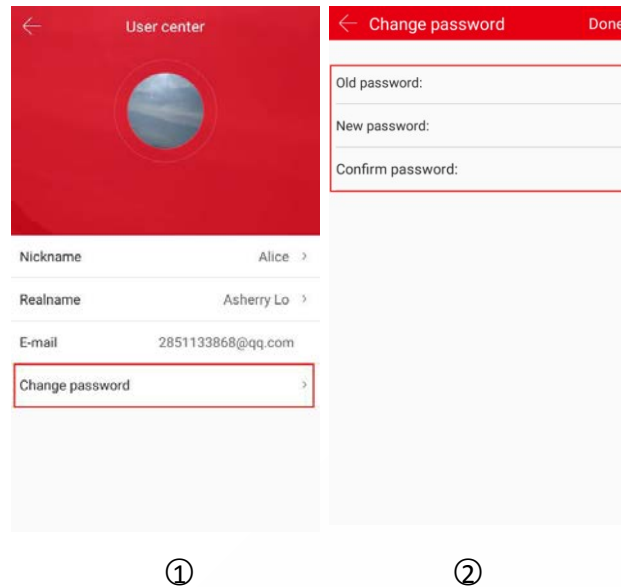 User center
Nickname Alice >
Realname Asherry Lo >
E-mail 2851133868@qq.com
Change password >
①
Change password Done
Old password:
New password:
Confirm password:
②